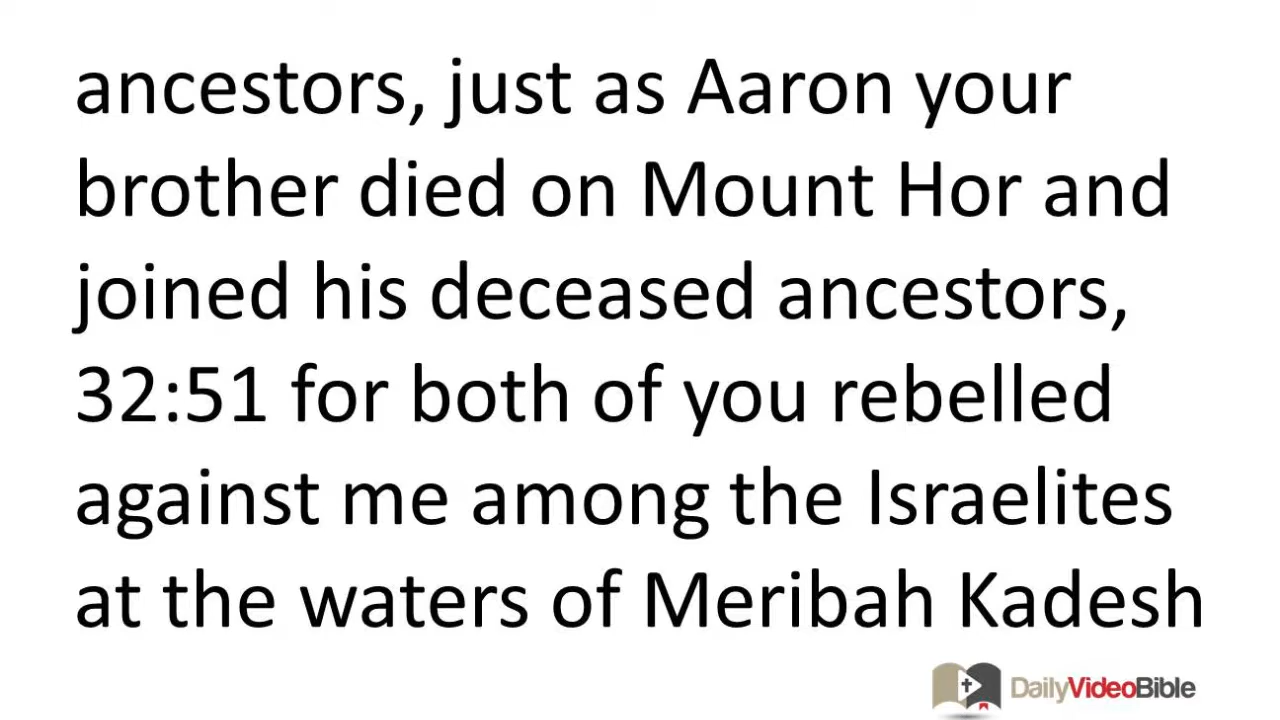 ancestors, just as Aaron your
brother died on Mount Hor and
joined his deceased ancestors,
32:51 for both of you rebelled
against me among the Israelites
at the waters of Meribah Kadesh
DailyVideoBible